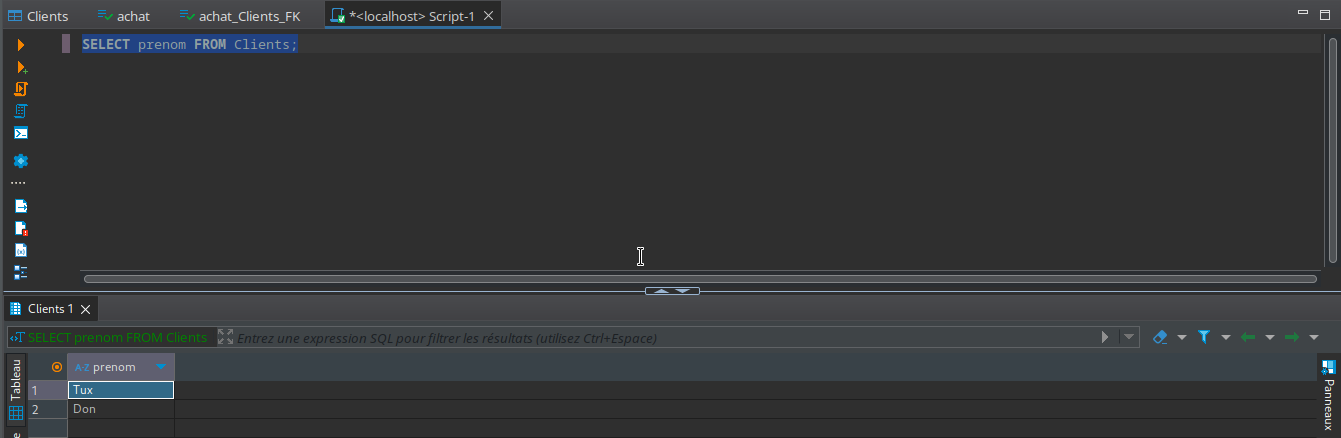 Clients achat achat_Clients_FK *<localhost> Script-1
SELECT prenom FROM Clients;
Clients 1
SELECT prenom FROM Clients Entrez une expression SQL pour filtrer les résultats (utilisez Ctrl+Espace)
Tableau
A-Z prenom
1 Tux
2 Don
Panneaux